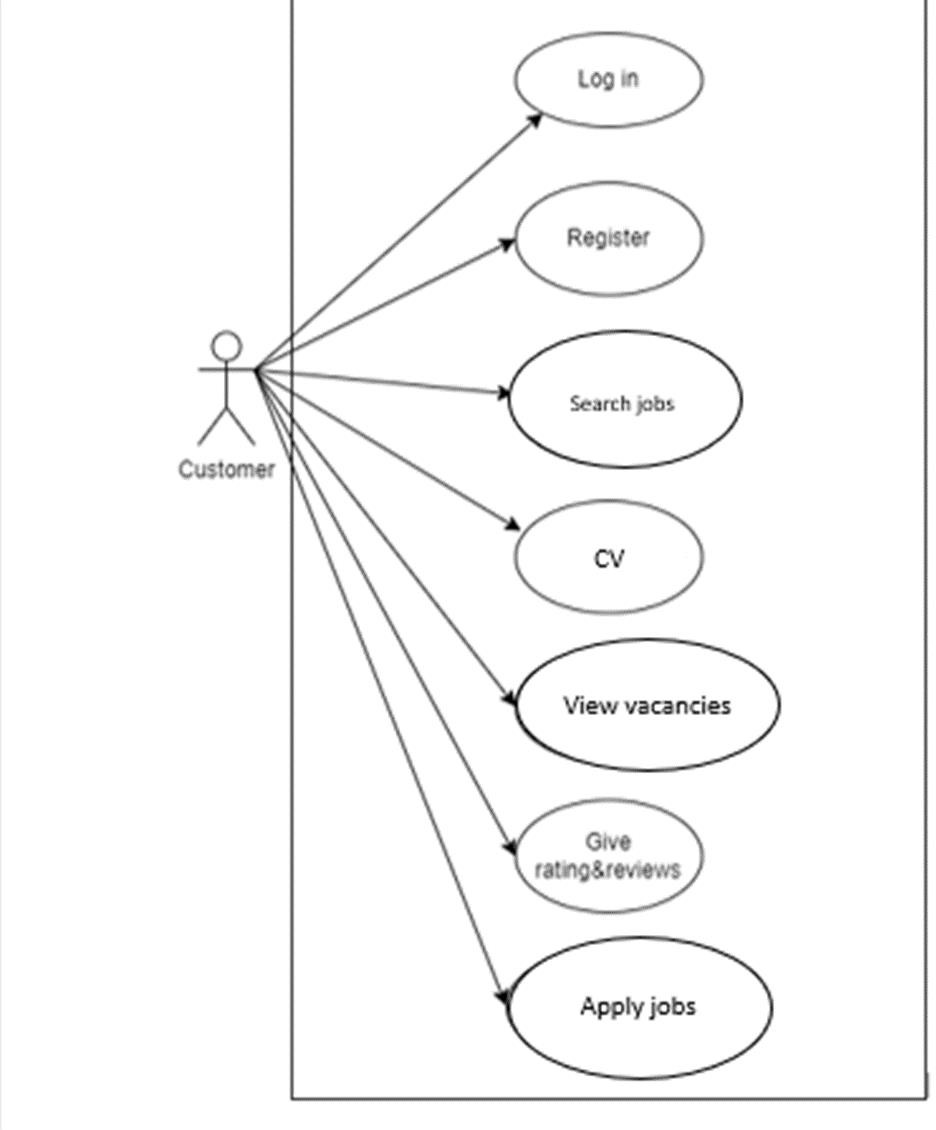 Log in
Register
Search jobs
Customer
CV
View vacancies
Give
rating&reviews
Apply jobs